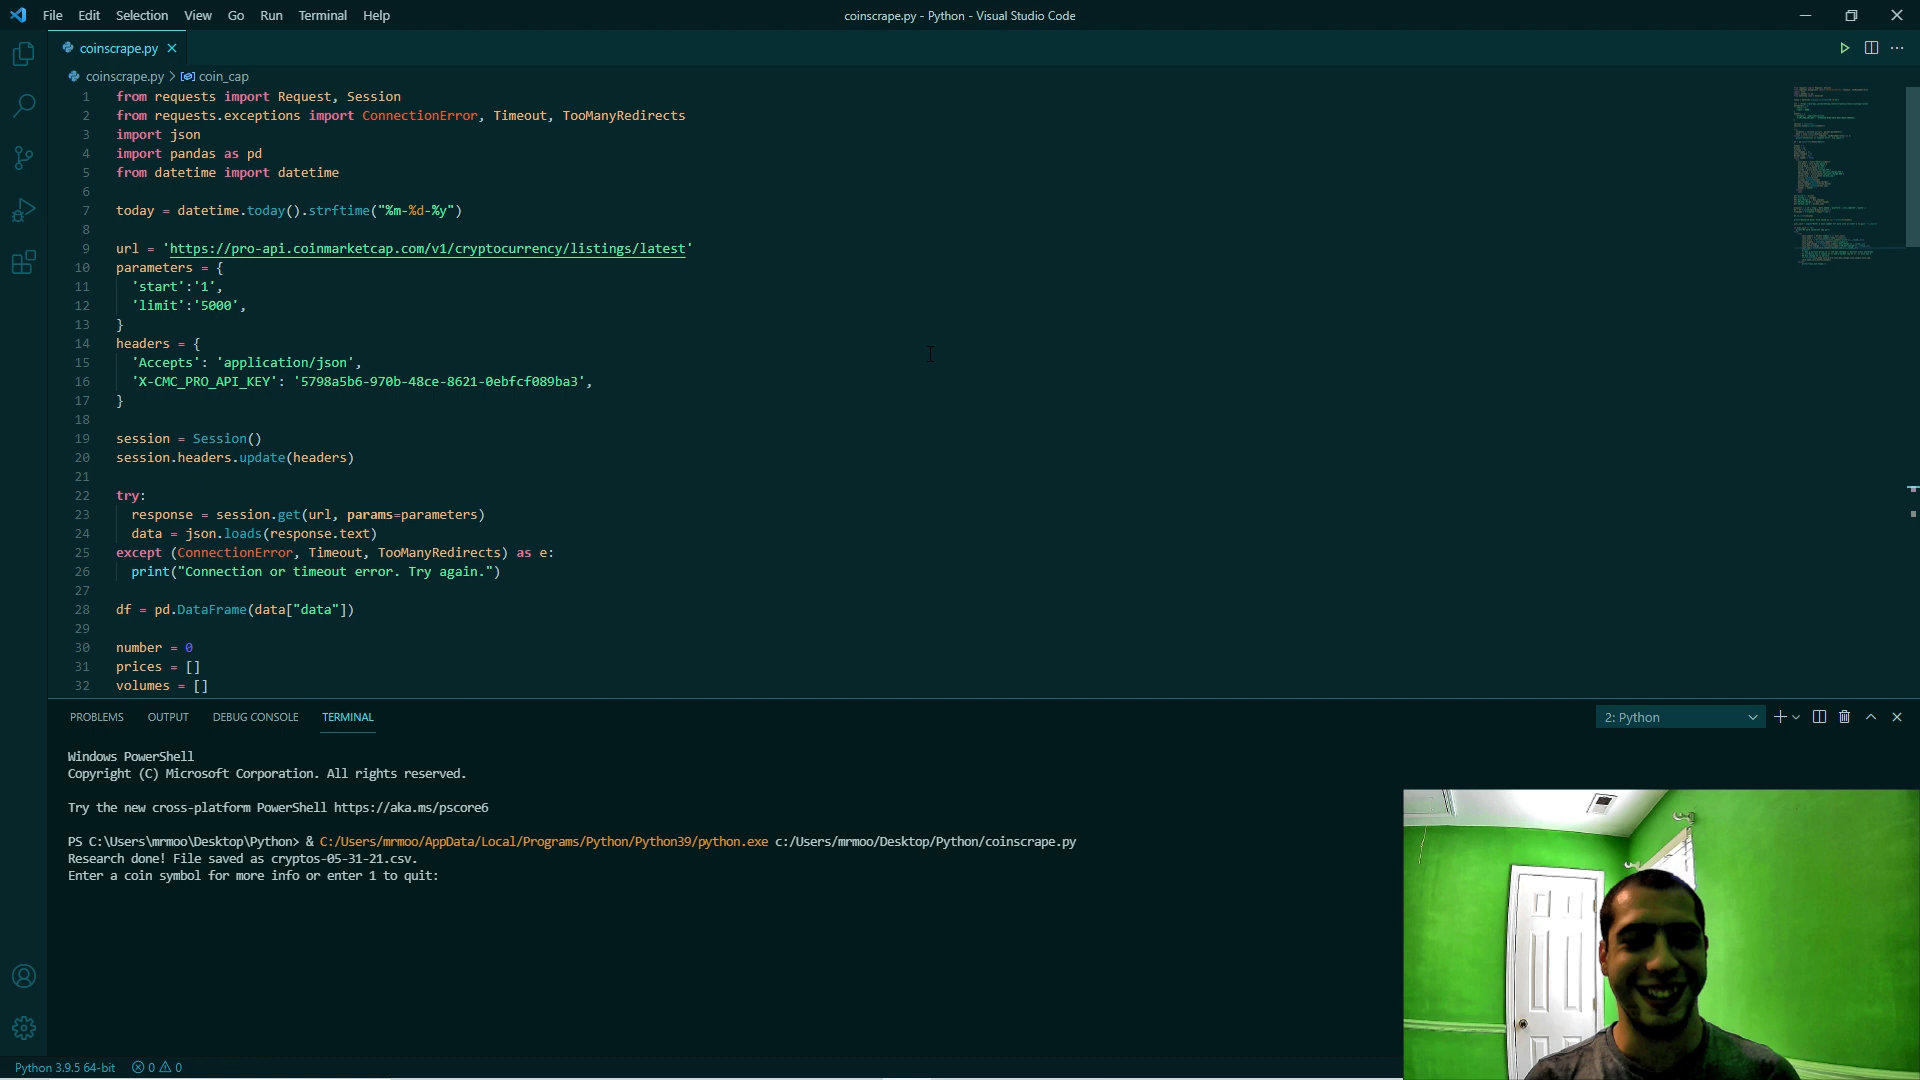 File Edit Selection View Go Run Terminal Help
coinscrape.py - Python - Visual Studio Code
coinscrape.py
coinscrape.py > coin_cap
1 from requests import Request, Session
2 from requests.exceptions import ConnectionError, Timeout, TooManyRedirects
3 import json
4 import pandas as pd
5 from datetime import datetime
6
7 today = datetime.today().strftime("%m-%d-%y")
8
9 url = 'https://pro-api.coinmarketcap.com/v1/cryptocurrency/listings/latest'
10 parameters = {
11 'start':'1',
12 'limit':'5000',
13 }
14 headers = {
15 'Accepts': 'application/json',
16 'X-CMC_PRO_API_KEY': '5798a5b6-970b-48ce-8621-0ebfcf089ba3',
17 }
18
19 session = Session()
20 session.headers.update(headers)
21
22 try:
23 response = session.get(url, params=parameters)
24 data = json.loads(response.text)
25 except (ConnectionError, Timeout, TooManyRedirects) as e:
26 print("Connection or timeout error. Try again.")
27
28 df = pd.DataFrame(data["data"])
29
30 number = 0
31 prices = []
32 volumes = []
PROBLEMS OUTPUT DEBUG CONSOLE TERMINAL
2: Python
Windows PowerShell
Copyright (C) Microsoft Corporation. All rights reserved.
Try the new cross-platform PowerShell https://aka.ms/pscore6
PS C:\Users\mrmoo\Desktop\Python> & C:/Users/mrmoo/AppData/Local/Programs/Python/Python39/python.exe c:/Users/mrmoo/Desktop/Python/coinscrape.py
Research done! File saved as cryptos-05-31-21.csv.
Enter a coin symbol for more info or enter 1 to quit:
Python 3.9.5 64-bit 0 0